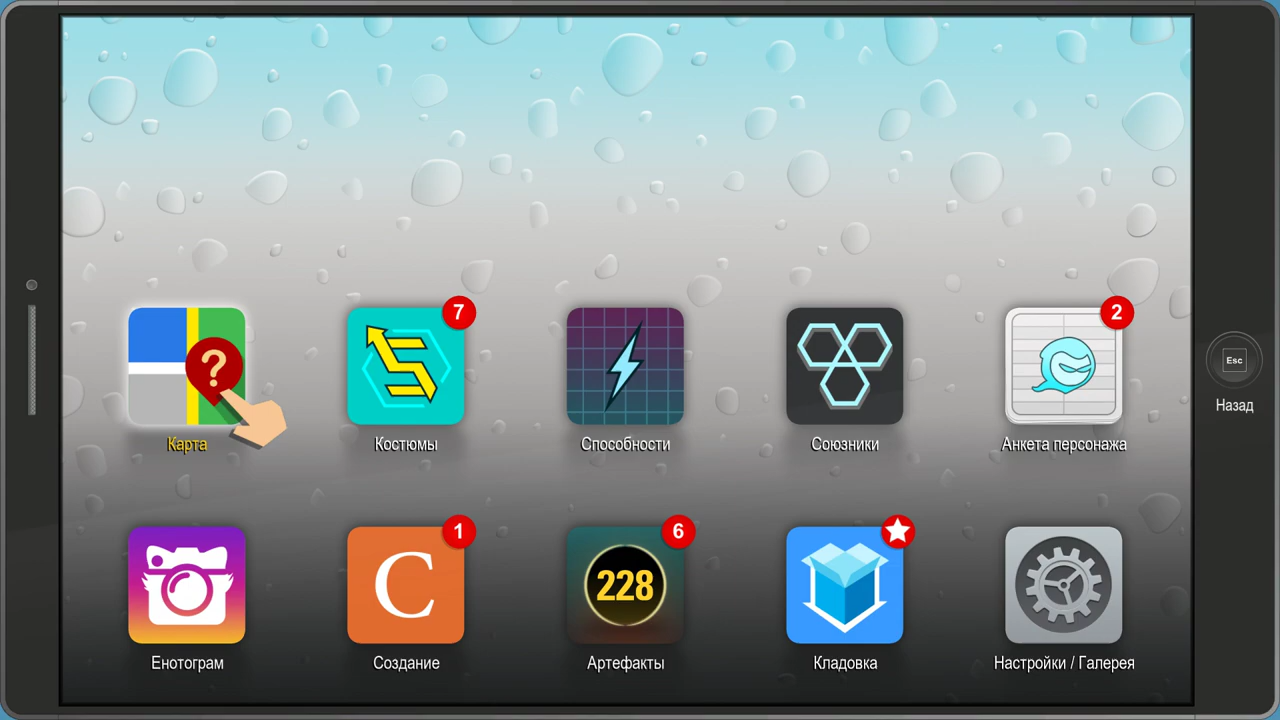 ?
7
2
Карта
Костюмы
Способности
Союзники
Анкета персонажа
Esc
Назад
1
6
C
228
Енотограм
Создание
Артефакты
Кладовка
Настройки / Галерея